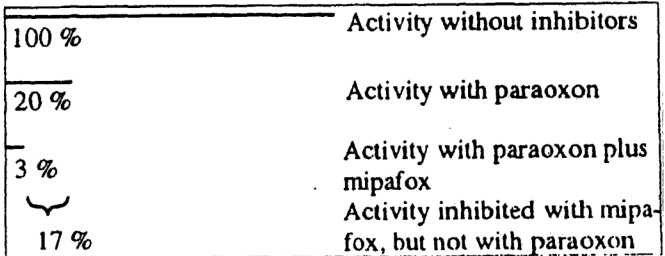 Activity without inhibitors
100 %
Activity with paraoxon
20 %
Activity with paraoxon plus
3 %
mipafox
Activity inhibited with mipa-
17 %
fox, but not with paraoxon